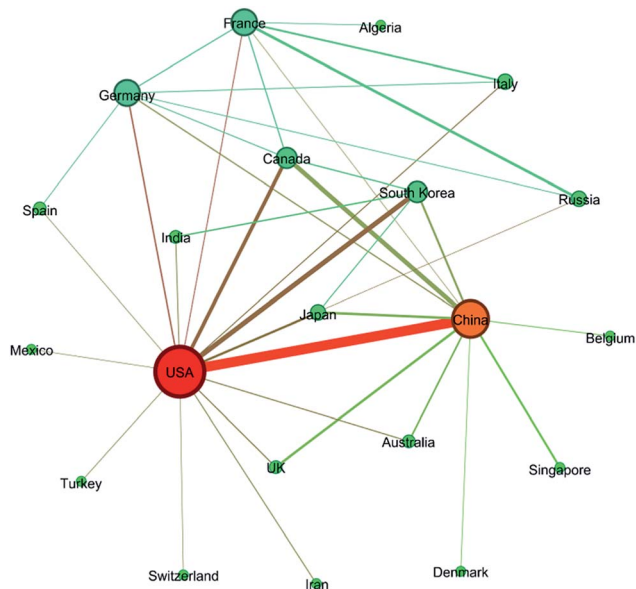 France
Algeria
Italy
Germany
Canada
South Korea
Russia
Spain
India
Japan
China
Belgium
Mexico
USA
Australia
UK
Singapore
Turkey
Switzerland
Denmark
Iran